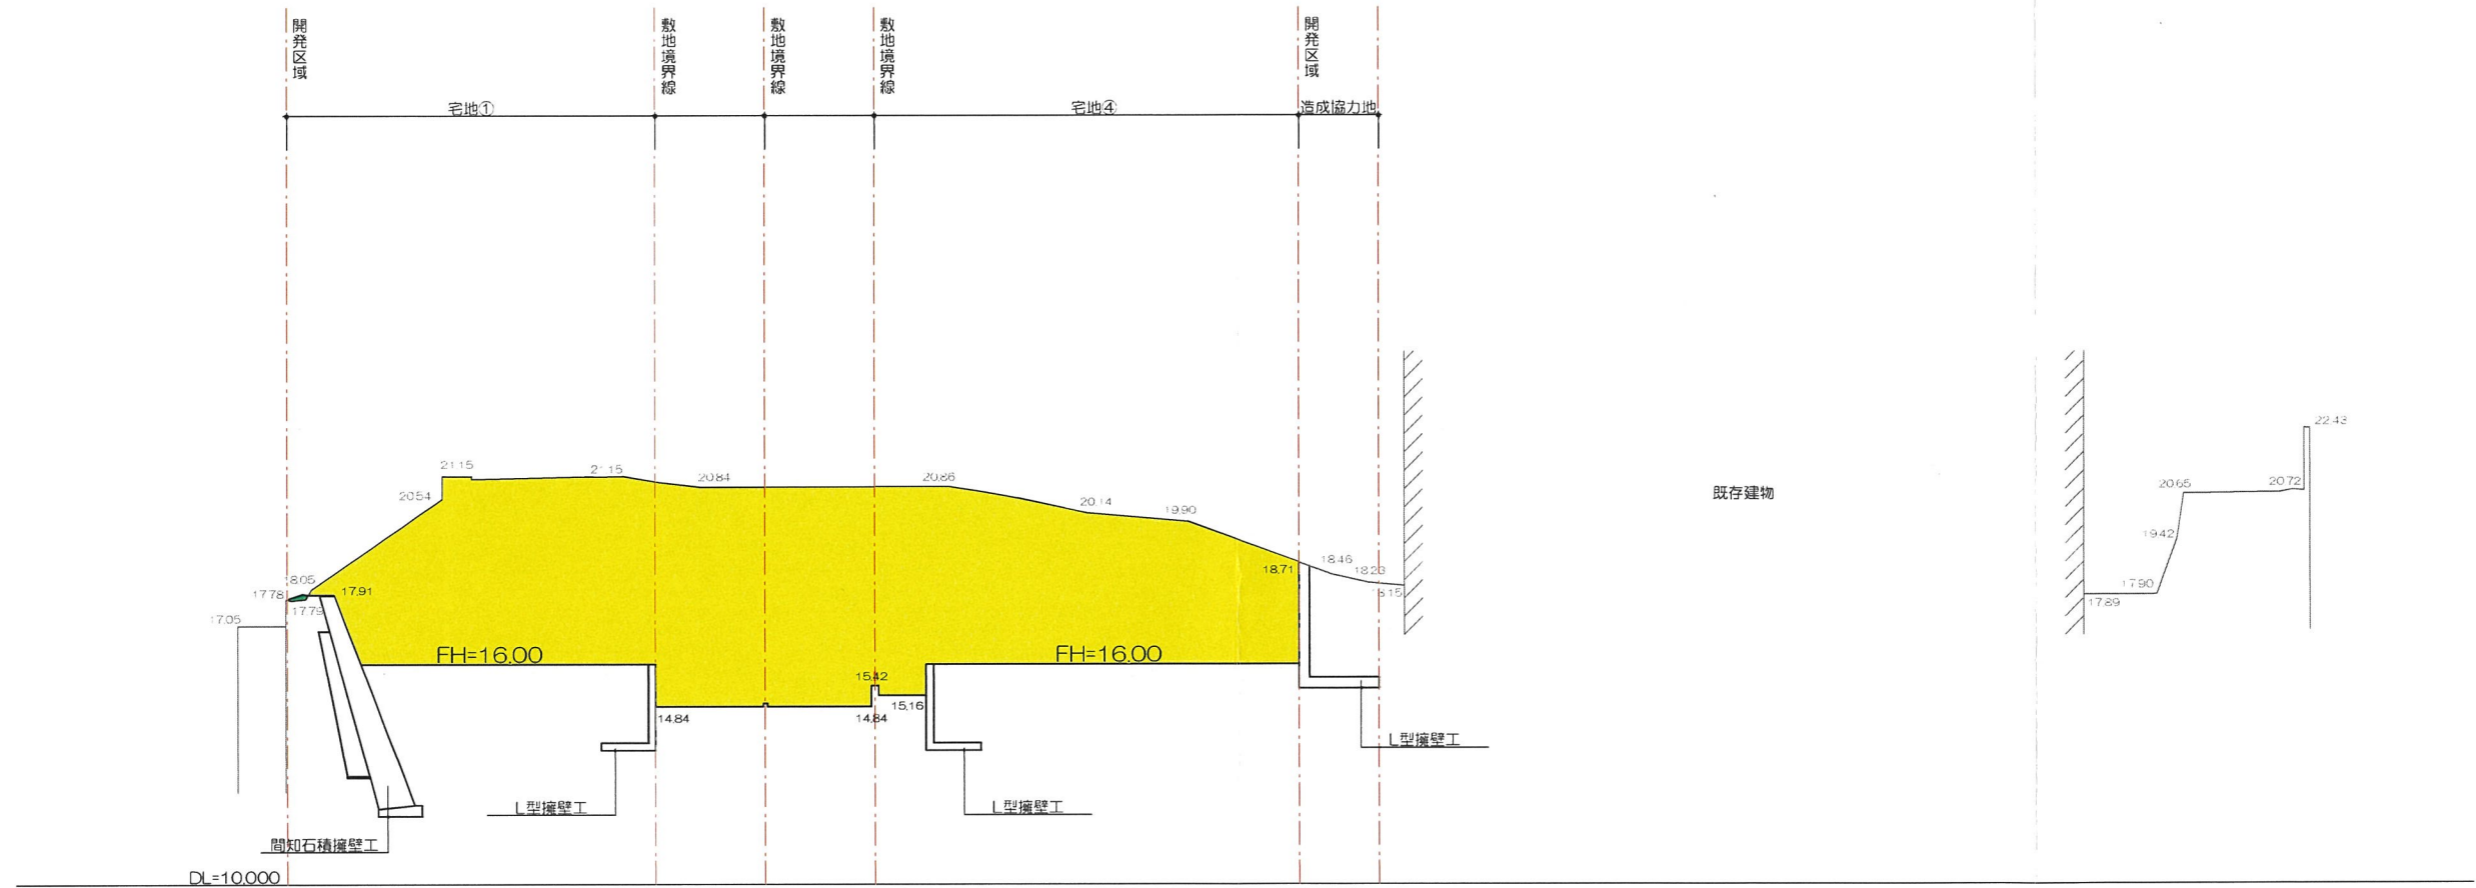 開発区域
敷地境界線
敷地境界線
敷地境界線
開発区域
宅地①
宅地④
造成協力地
22.43
21.15
21.15
20.84
20.86
20.54
20.14
19.90
20.65
20.72
既存建物
19.42
18.71
18.46
18.23
18.15
17.90
17.89
8.05
17.78
17.79
17.91
17.05
FH=16.00
FH=16.00
15.42
15.16
14.84
14.84
L型擁壁工
L型擁壁工
L型擁壁工
間知石積擁壁工
DL=10.000